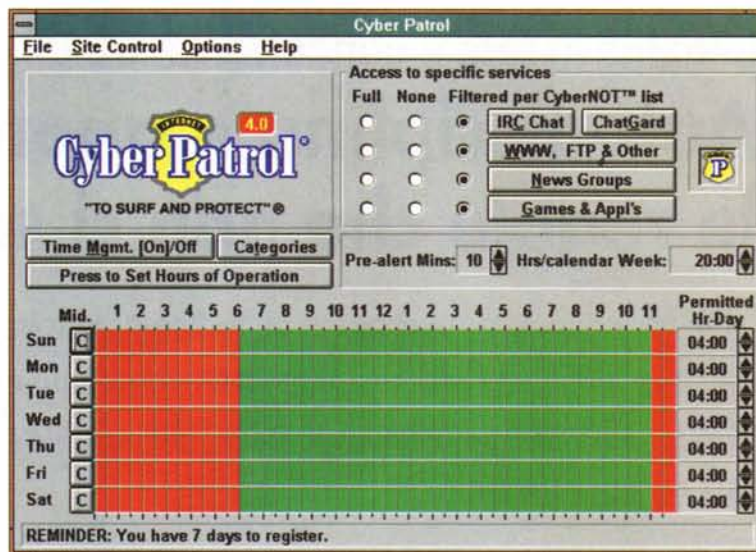 Cyber Patrol
File Site Control Options Help
INTERNET
4.0
Cyber Patrol®
"TO SURF AND PROTECT"®
Access to specific services
Full None Filtered per CyberNOT™ list
IRC Chat ChatGard
WWW, FTP & Other
News Groups
Games & Appl's
P
Time Mgmt. [On]/Off Categories
Press to Set Hours of Operation
Pre-alert Mins: 10 Hrs/calendar Week: 20:00
Mid. 1 2 3 4 5 6 7 8 9 10 11 12 1 2 3 4 5 6 7 8 9 10 11 Permitted Hr-Day
Sun C 04:00
Mon C 04:00
Tue C 04:00
Wed C 04:00
Thu C 04:00
Fri C 04:00
Sat C 04:00
REMINDER: You have 7 days to register.